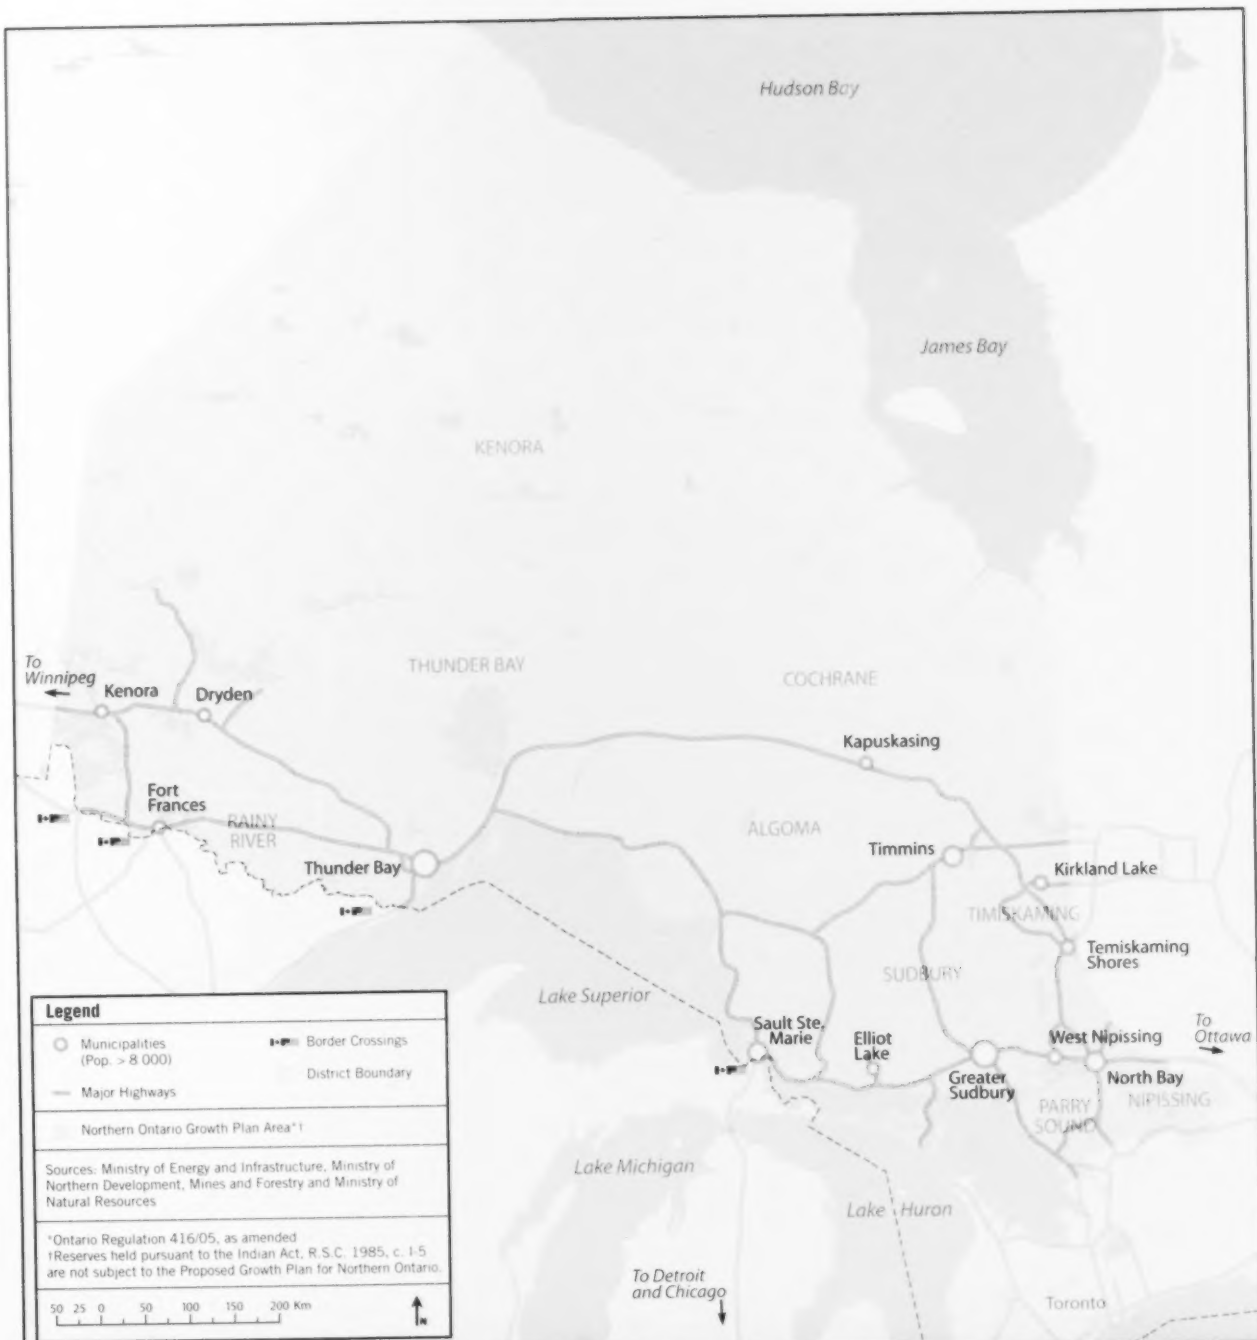 Hudson Bay
James Bay
KENORA
To
Winnipeg
Kenora
Dryden
THUNDER BAY
COCHRANE
Kapuskasing
Fort
Frances
RAINY
RIVER
Thunder Bay
ALGOMA
Timmins
Kirkland Lake
TIMISKAMING
Temiskaming
Shores
SUDBURY
Lake Superior
Sault Ste.
Marie
Elliot
Lake
Greater
Sudbury
West Nipissing
North Bay
To
Ottawa
PARRY
SOUND
NIPISSING
Lake Michigan
Lake Huron
To Detroit
and Chicago
Toronto
Legend
Municipalities
(Pop. > 8 000)
Border Crossings
District Boundary
Major Highways
Northern Ontario Growth Plan Area*†
Sources: Ministry of Energy and Infrastructure, Ministry of
Northern Development, Mines and Forestry and Ministry of
Natural Resources
*Ontario Regulation 416/05, as amended
†Reserves held pursuant to the Indian Act, R.S.C. 1985, c. I-5
are not subject to the Proposed Growth Plan for Northern Ontario.
50 25 0 50 100 150 200 Km
N